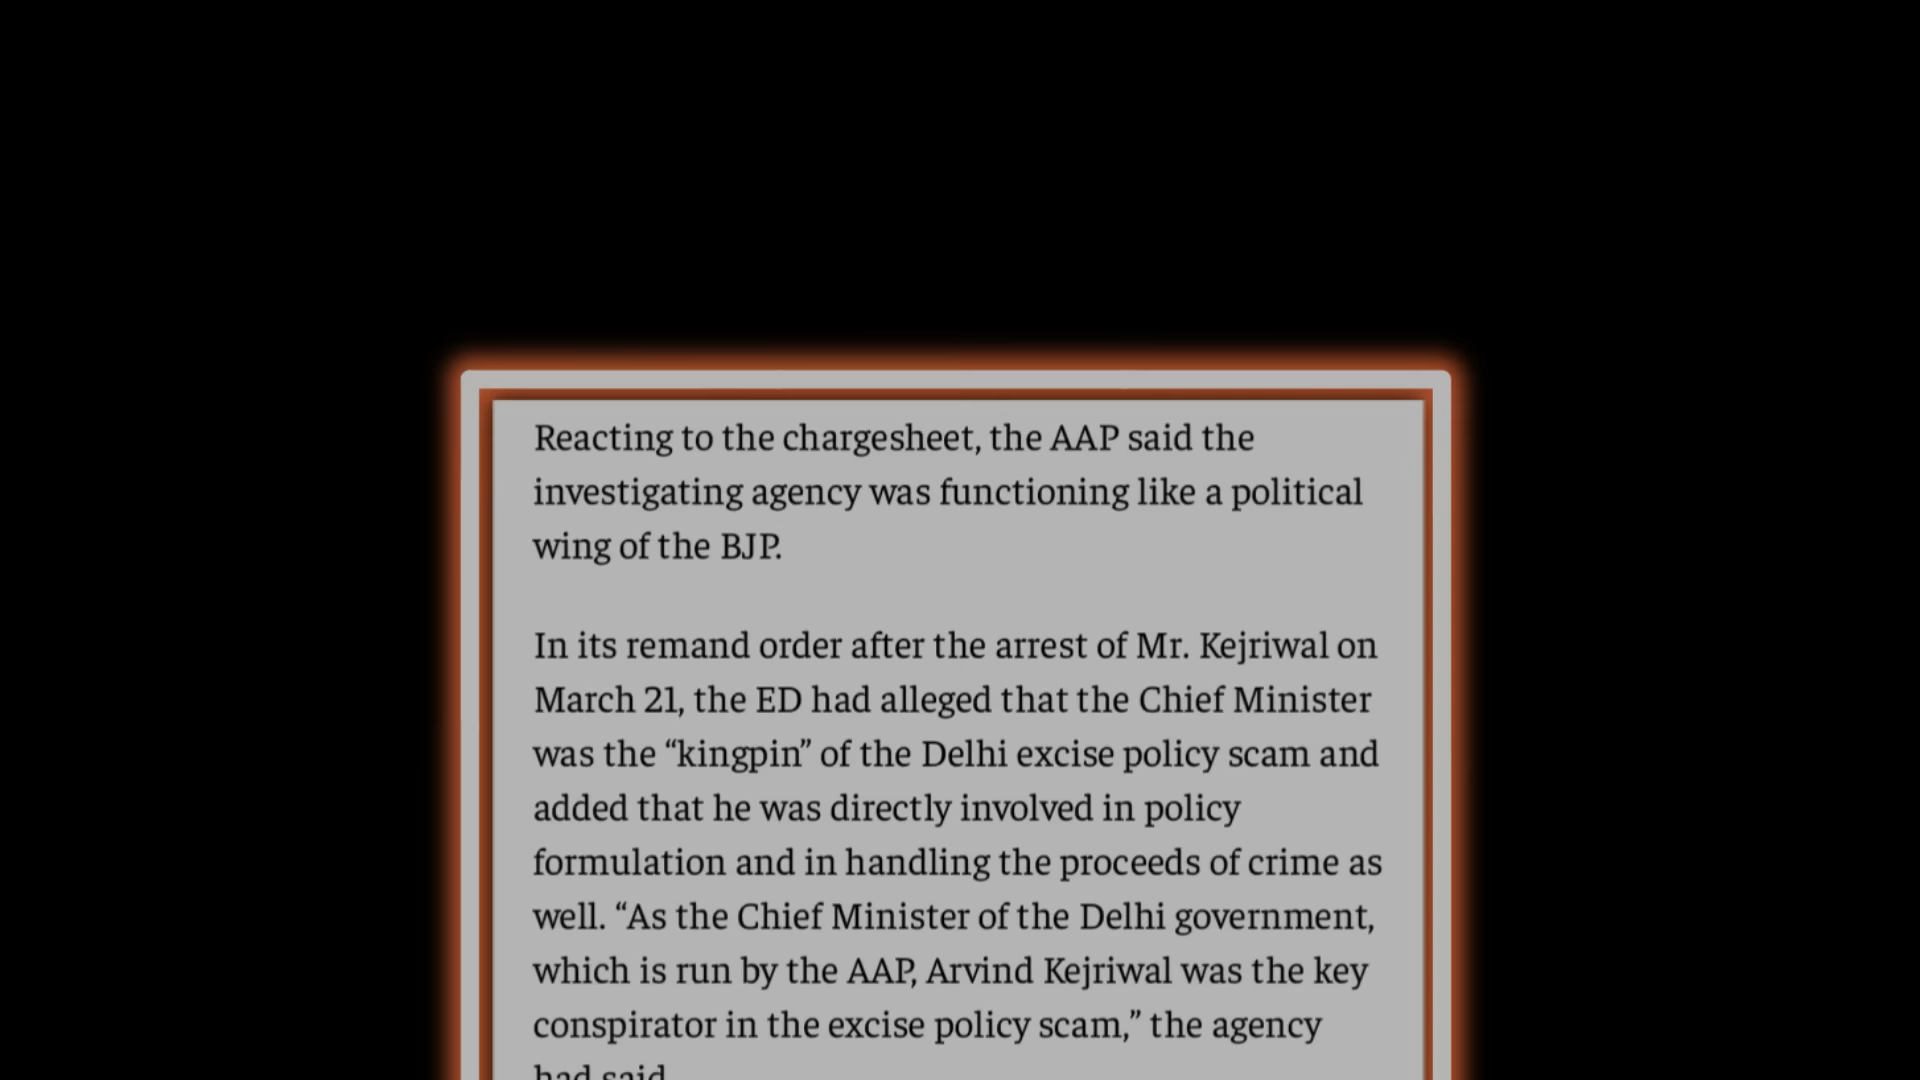 Reacting to the chargesheet, the AAP said the
investigating agency was functioning like a political
wing of the BJP.
In its remand order after the arrest of Mr. Kejriwal on
March 21, the ED had alleged that the Chief Minister
was the “kingpin” of the Delhi excise policy scam and
added that he was directly involved in policy
formulation and in handling the proceeds of crime as
well. “As the Chief Minister of the Delhi government,
which is run by the AAP, Arvind Kejriwal was the key
conspirator in the excise policy scam,” the agency
had said